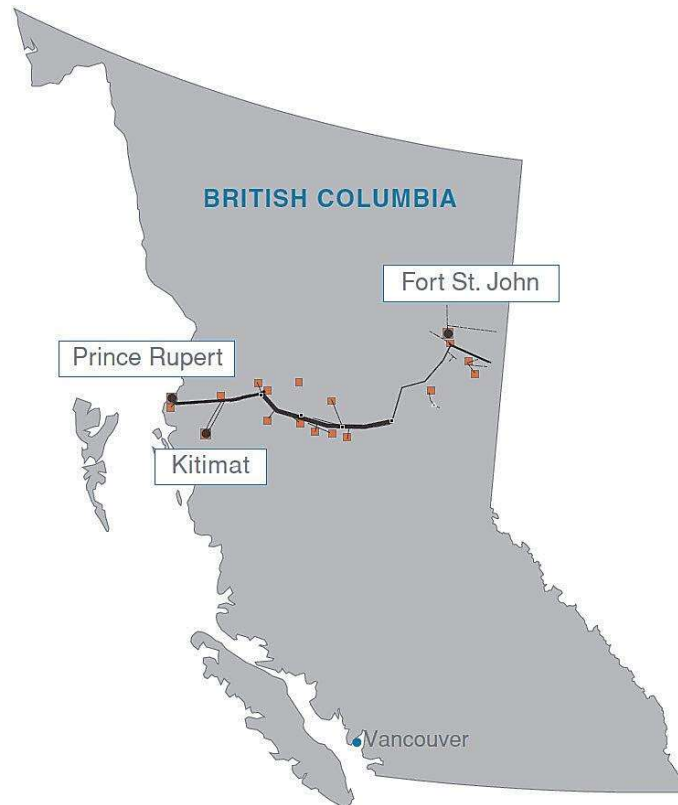 BRITISH COLUMBIA
Fort St. John
Prince Rupert
Kitimat
Vancouver